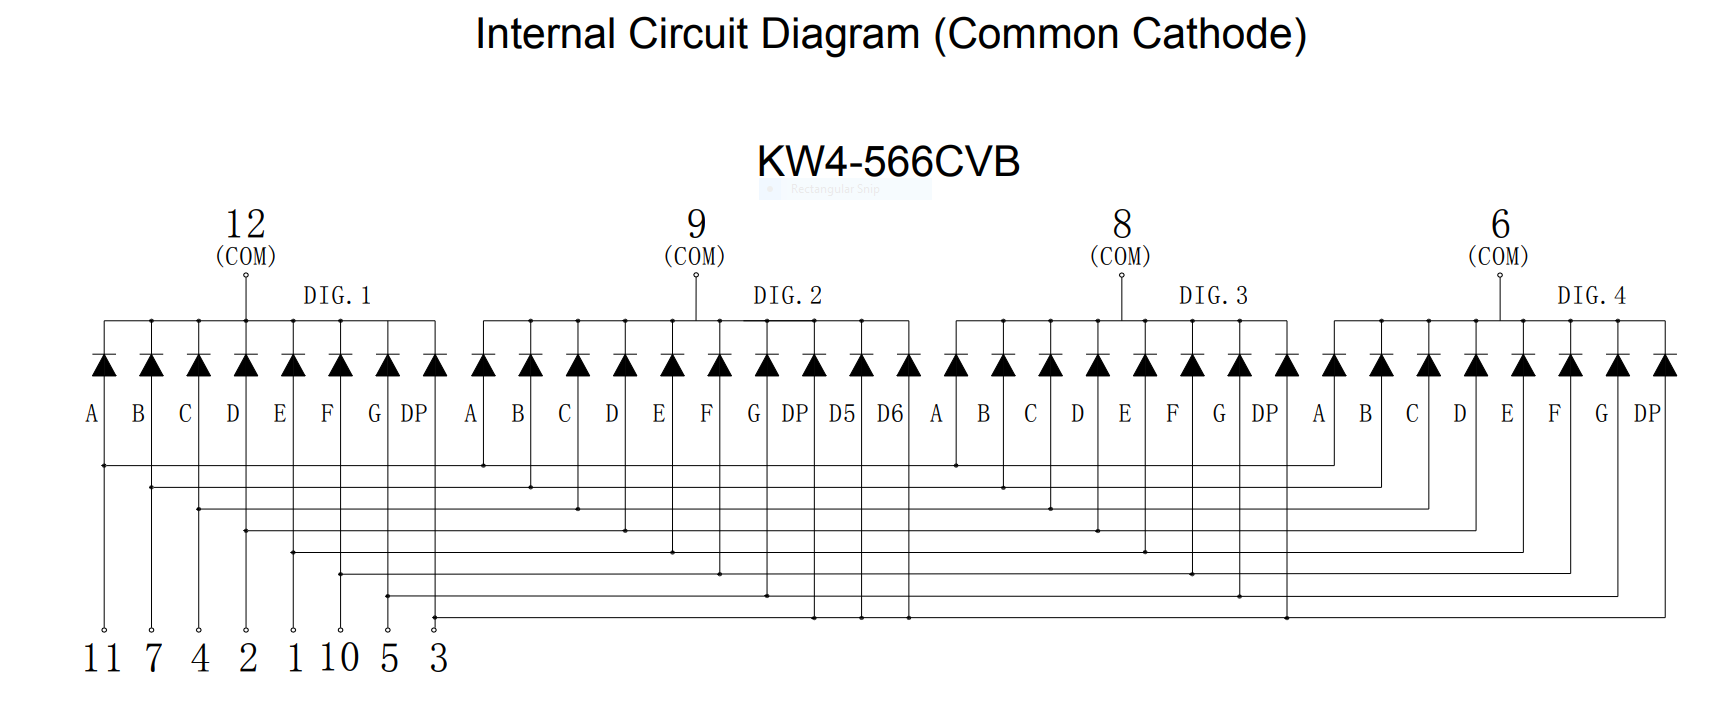 Internal Circuit Diagram (Common Cathode)
KW4-566CVB
Rectangular Snip
12 9 8 6
(COM) (COM) (COM) (COM)
DIG.1 DIG.2 DIG.3 DIG.4
A B C D E F G DP A B C D E F G DP D5 D6 A B C D E F G DP A B C D E F G DP
11 7 4 2 1 10 5 3